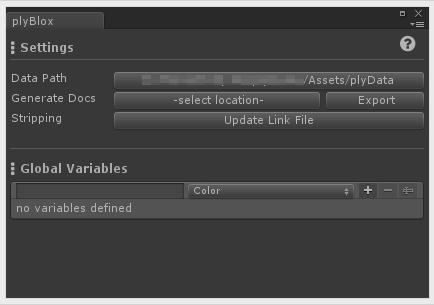 plyBlox
Settings
Data Path
/Assets/plyData
Generate Docs -select location- Export
Stripping Update Link File
Global Variables
Color
no variables defined